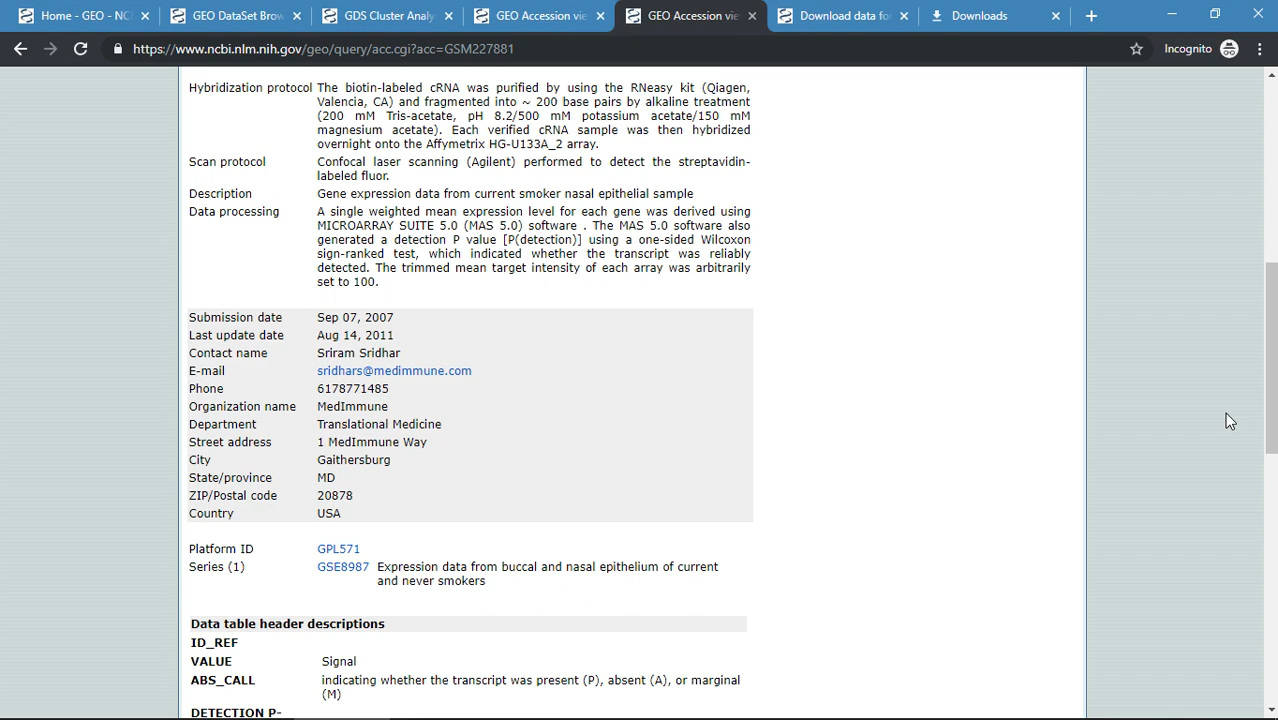 Home - GEO - NC
GEO DataSet Brow
GDS Cluster Analy
GEO Accession vie
GEO Accession vie
Download data fo
Downloads
https://www.ncbi.nlm.nih.gov/geo/query/acc.cgi?acc=GSM227881
Incognito
Hybridization protocol The biotin-labeled cRNA was purified by using the RNeasy kit (Qiagen,
Valencia, CA) and fragmented into ~ 200 base pairs by alkaline treatment
(200 mM Tris-acetate, pH 8.2/500 mM potassium acetate/150 mM
magnesium acetate). Each verified cRNA sample was then hybridized
overnight onto the Affymetrix HG-U133A_2 array.
Scan protocol Confocal laser scanning (Agilent) performed to detect the streptavidin-
labeled fluor.
Description Gene expression data from current smoker nasal epithelial sample
Data processing A single weighted mean expression level for each gene was derived using
MICROARRAY SUITE 5.0 (MAS 5.0) software . The MAS 5.0 software also
generated a detection P value [P(detection)] using a one-sided Wilcoxon
sign-ranked test, which indicated whether the transcript was reliably
detected. The trimmed mean target intensity of each array was arbitrarily
set to 100.
Submission date Sep 07, 2007
Last update date Aug 14, 2011
Contact name Sriram Sridhar
E-mail sridhars@medimmune.com
Phone 6178771485
Organization name MedImmune
Department Translational Medicine
Street address 1 MedImmune Way
City Gaithersburg
State/province MD
ZIP/Postal code 20878
Country USA
Platform ID GPL571
Series (1) GSE8987 Expression data from buccal and nasal epithelium of current
and never smokers
Data table header descriptions
ID_REF
VALUE Signal
ABS_CALL indicating whether the transcript was present (P), absent (A), or marginal
(M)
DETECTION P-